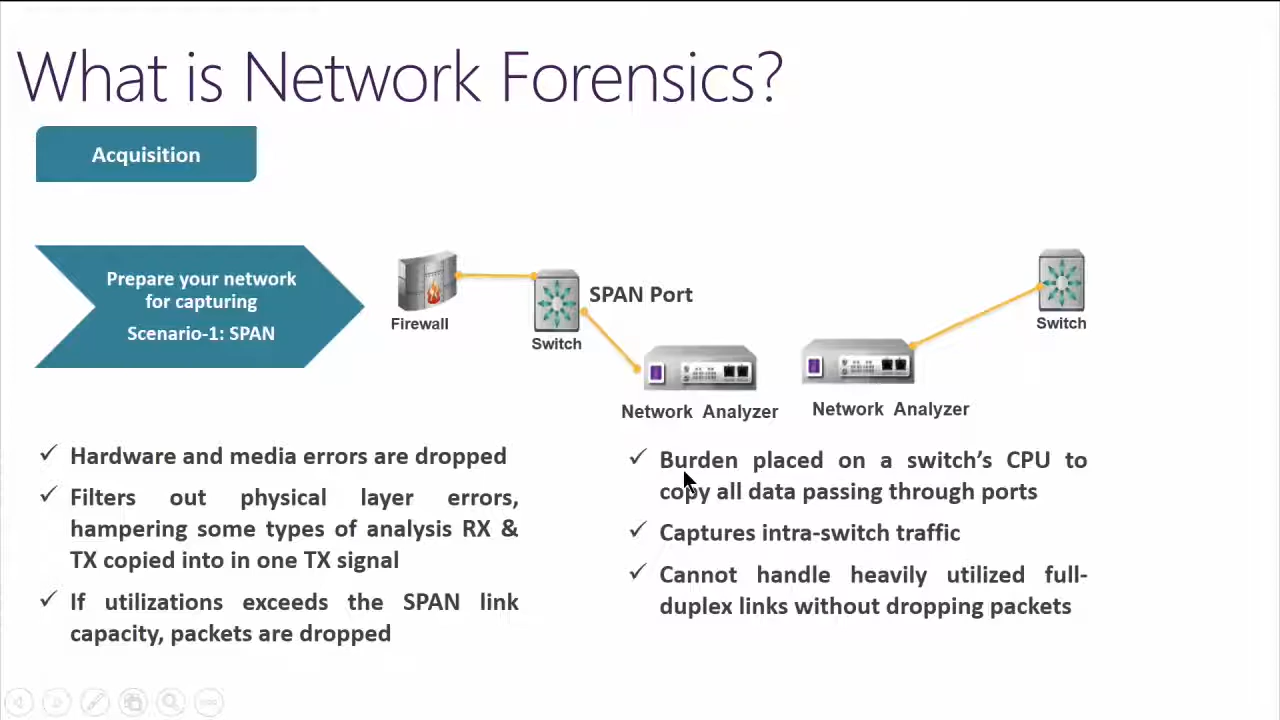 What is Network Forensics?
Acquisition
Prepare your network
for capturing
Scenario-1: SPAN
Firewall
Switch
SPAN Port
Network Analyzer
Network Analyzer
Switch
Hardware and media errors are dropped
Filters out physical layer errors,
hampering some types of analysis RX &
TX copied into in one TX signal
If utilizations exceeds the SPAN link
capacity, packets are dropped
Burden placed on a switch’s CPU to
copy all data passing through ports
Captures intra-switch traffic
Cannot handle heavily utilized full-
duplex links without dropping packets